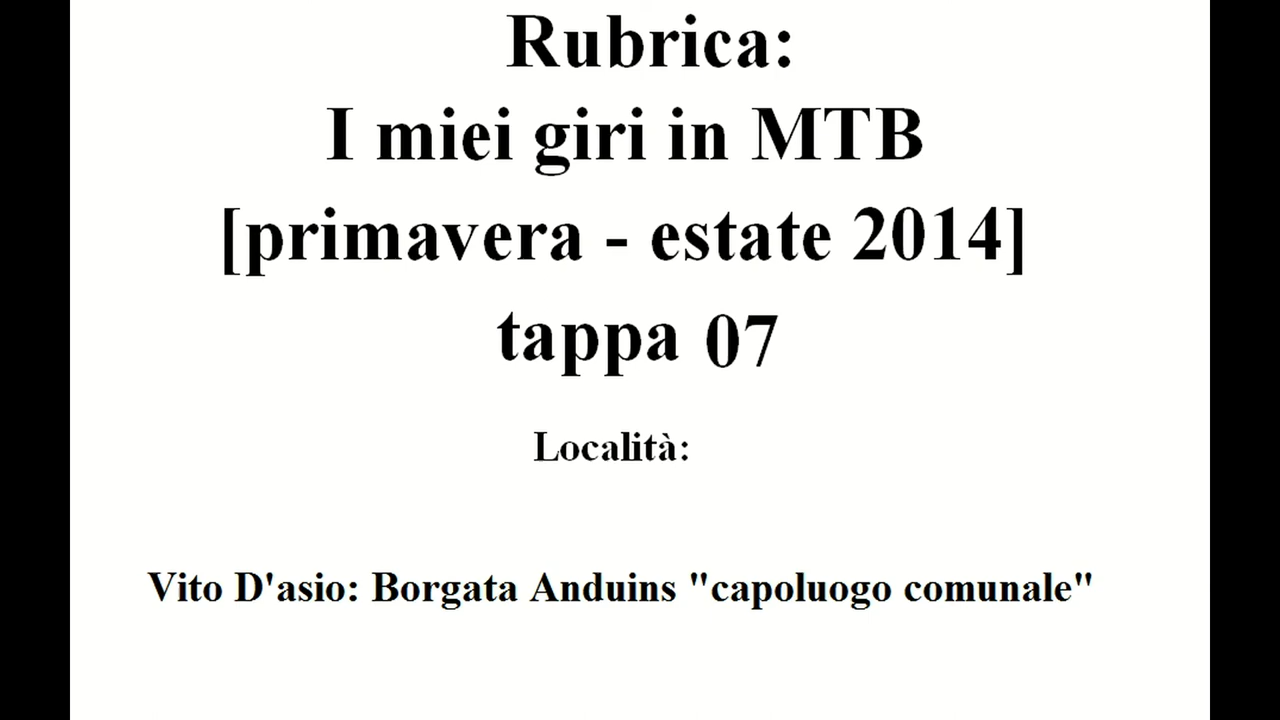 Rubrica:
I miei giri in MTB
[primavera - estate 2014]
tappa 07
Località:
Vito D'asio: Borgata Anduins "capoluogo comunale"